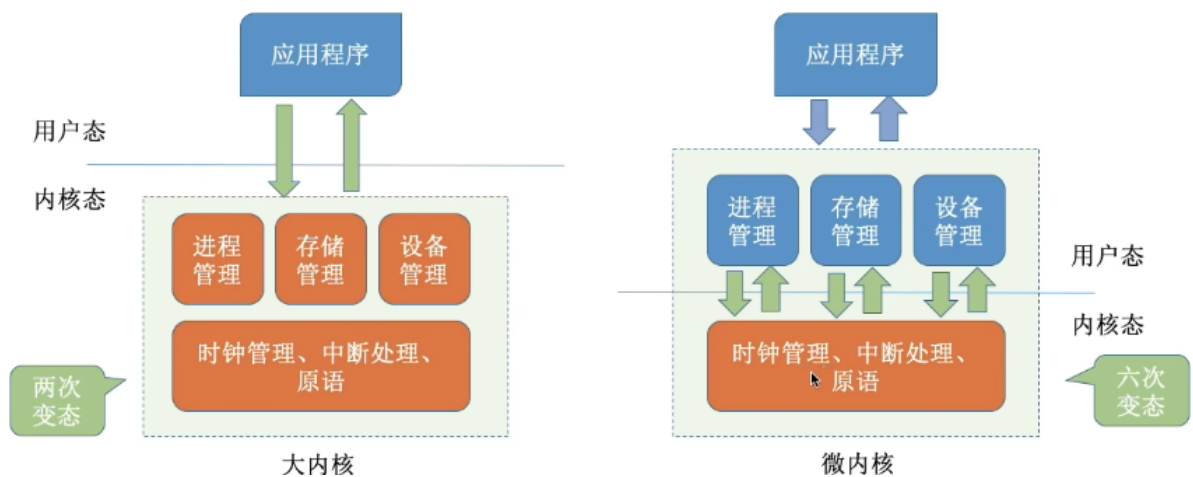 应用程序
用户态
内核态
进程
管理
存储
管理
设备
管理
时钟管理、中断处理、
原语
两次
变态
大内核
应用程序
进程
管理
存储
管理
设备
管理
用户态
内核态
时钟管理、中断处理、
原语
六次
变态
微内核